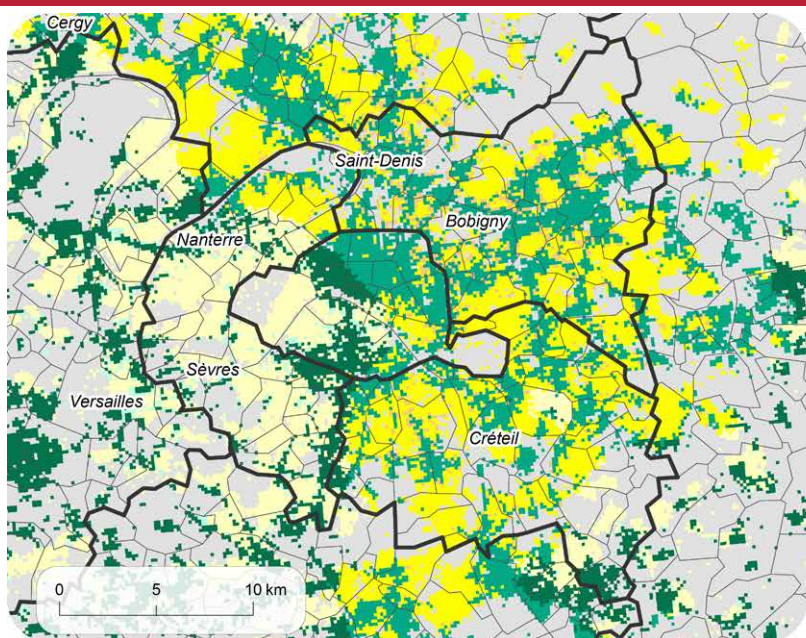 Cergy
Saint-Denis
Bobigny
Nanterre
Sèvres
Versailles
Créteil
0 5 10 km